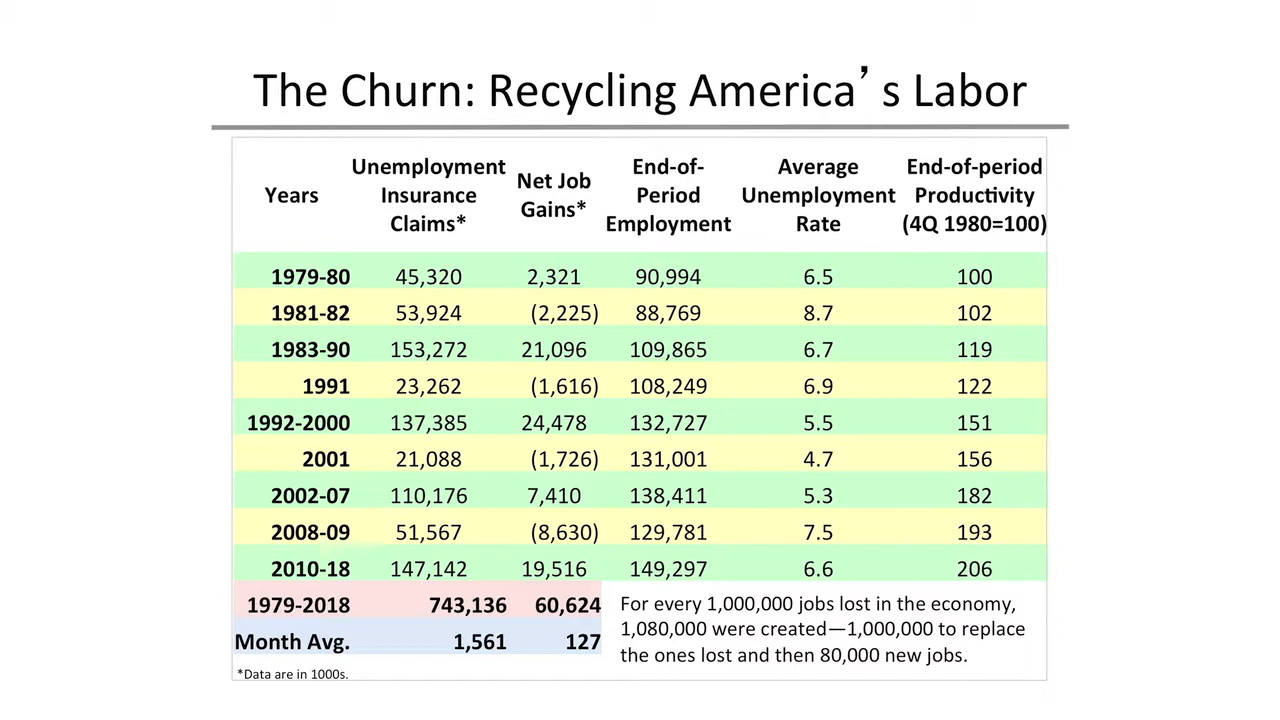 The Churn: Recycling America’s Labor
Years Unemployment Insurance Claims* Net Job Gains* End-of-Period Employment Average Unemployment Rate End-of-period Productivity (4Q 1980=100)
1979-80 45,320 2,321 90,994 6.5 100
1981-82 53,924 (2,225) 88,769 8.7 102
1983-90 153,272 21,096 109,865 6.7 119
1991 23,262 (1,616) 108,249 6.9 122
1992-2000 137,385 24,478 132,727 5.5 151
2001 21,088 (1,726) 131,001 4.7 156
2002-07 110,176 7,410 138,411 5.3 182
2008-09 51,567 (8,630) 129,781 7.5 193
2010-18 147,142 19,516 149,297 6.6 206
1979-2018 743,136 60,624
Month Avg. 1,561 127
For every 1,000,000 jobs lost in the economy,
1,080,000 were created—1,000,000 to replace
the ones lost and then 80,000 new jobs.
*Data are in 1000s.